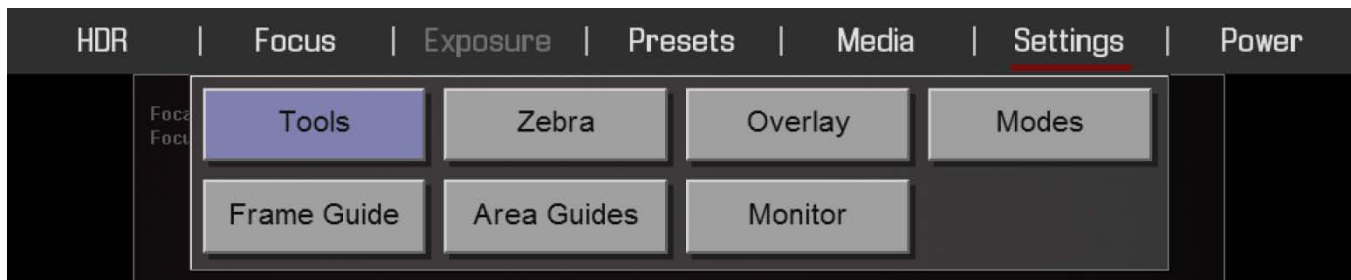 HDR | Focus | Exposure | Presets | Media | Settings | Power
Tools Zebra Overlay Modes
Frame Guide Area Guides Monitor